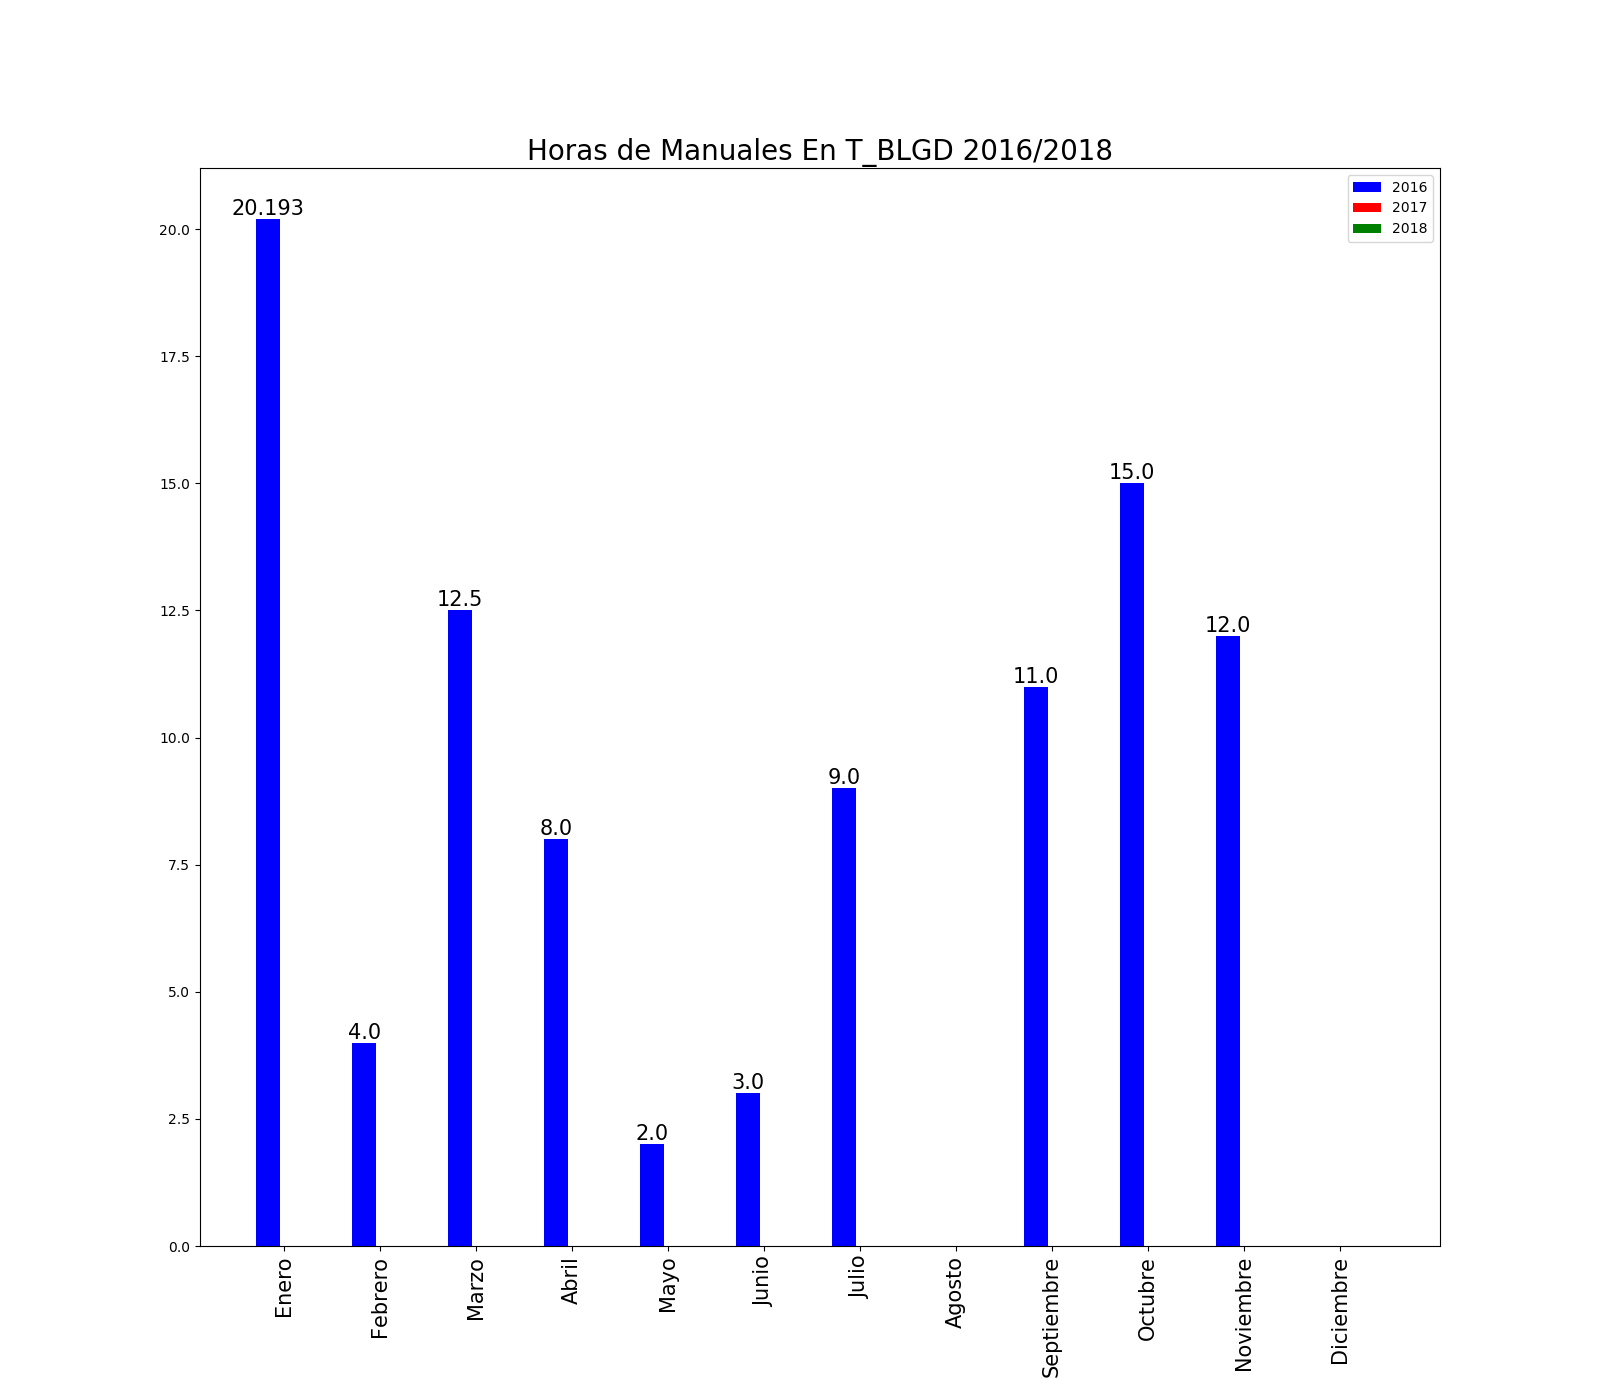 Horas de Manuales En T_BLGD 2016/2018
2016
2017
2018
20.193
4.0
12.5
8.0
2.0
3.0
9.0
11.0
15.0
12.0
20.0
17.5
15.0
12.5
10.0
7.5
5.0
2.5
0.0
Enero
Febrero
Marzo
Abril
Mayo
Junio
Julio
Agosto
Septiembre
Octubre
Noviembre
Diciembre